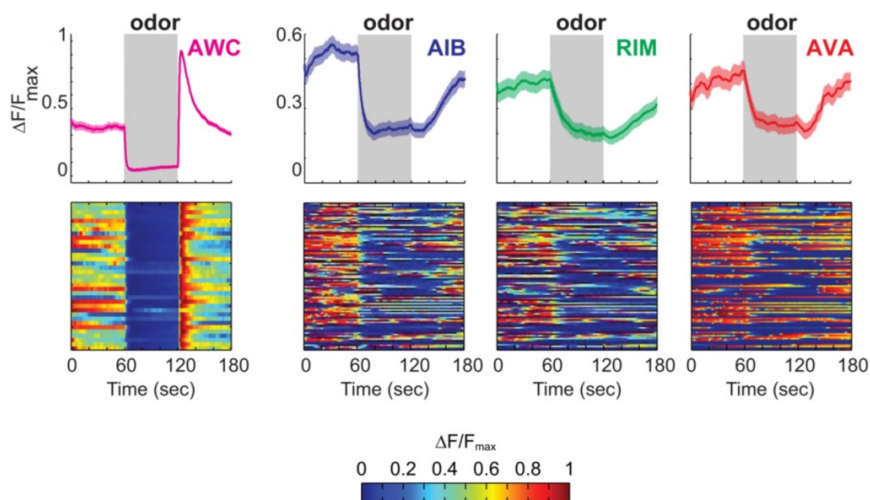 odor odor odor odor
AWC AIB RIM AVA
ΔF/Fmax
1
0.5
0
0.6
0.3
0
0 60 120 180 0 60 120 180 0 60 120 180 0 60 120 180
Time (sec) Time (sec) Time (sec) Time (sec)
ΔF/Fmax
0 0.2 0.4 0.6 0.8 1